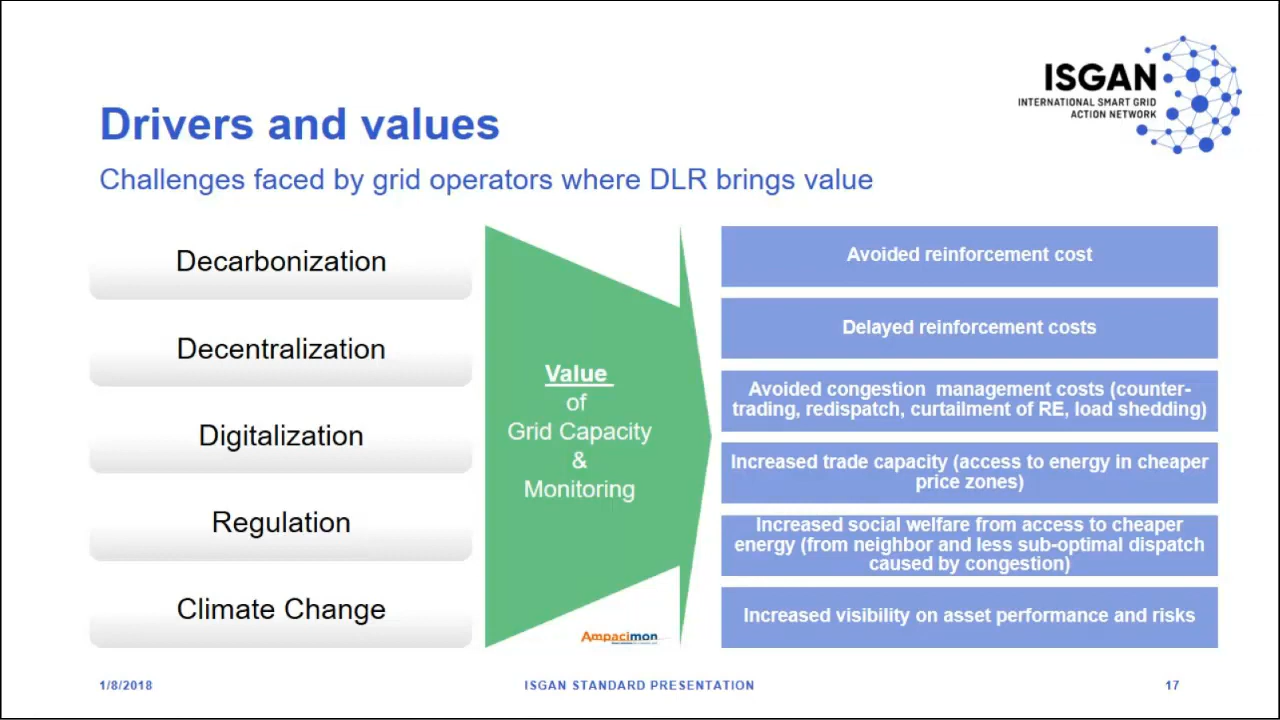 ISGAN
INTERNATIONAL SMART GRID
ACTION NETWORK
Drivers and values
Challenges faced by grid operators where DLR brings value
Decarbonization
Decentralization
Digitalization
Regulation
Climate Change
Value
of
Grid Capacity
&
Monitoring
Ampacimon
Avoided reinforcement cost
Delayed reinforcement costs
Avoided congestion management costs (counter-
trading, redispatch, curtailment of RE, load shedding)
Increased trade capacity (access to energy in cheaper
price zones)
Increased social welfare from access to cheaper
energy (from neighbor and less sub-optimal dispatch
caused by congestion)
Increased visibility on asset performance and risks
1/8/2018
ISGAN STANDARD PRESENTATION
17